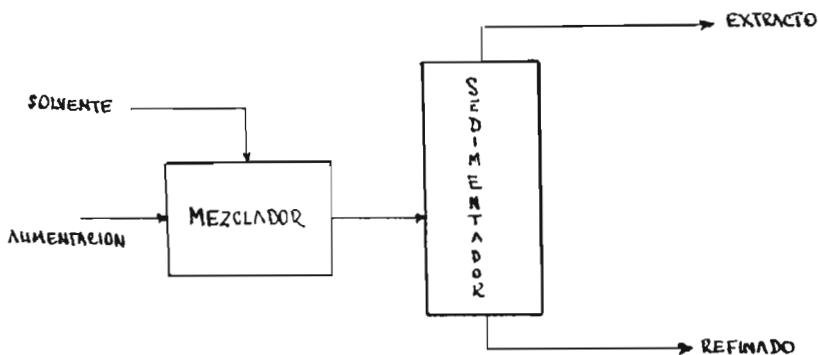 EXTRACTO
SOLVENTE
SEDIMENTADOR
MEZCLADOR
ALIMENTACION
REFINADO